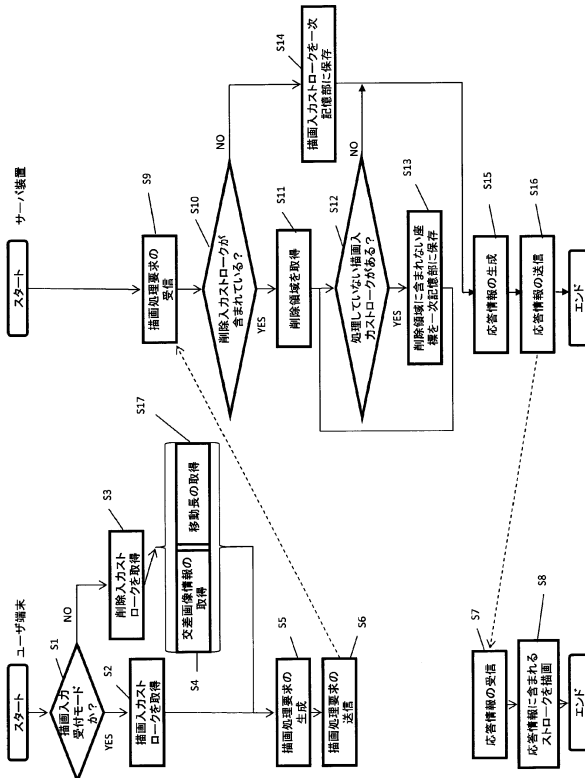 ユーザ端末
スタート
S1
描画入力
受付モード
か？
YES
NO
S2
描画入力スト
ロークを取得
S3
削除入力スト
ロークを取得
S4
交差画像情報の
取得
S17
移動長の取得
S5
描画処理要求の
生成
S6
描画処理要求の
送信
S7
応答情報の受信
S8
応答情報に含まれる
ストロークを描画
エンド
サーバ装置
スタート
S9
描画処理要求の
受信
S10
削除入力ストロークが
含まれている？
YES
NO
S11
削除領域を取得
S12
処理していない描画入
力ストロークがある？
YES
NO
S13
削除領域に含まれない座
標を一次記憶部に保存
S14
描画入力ストロークを一次
記憶部に保存
S15
応答情報の生成
S16
応答情報の送信
エンド